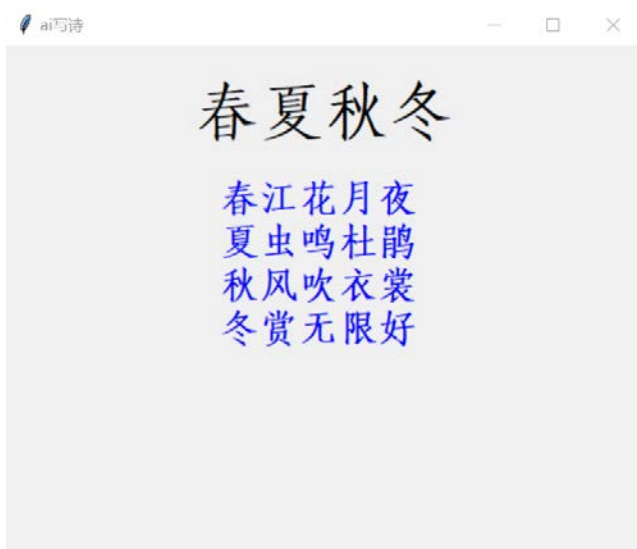 ai写诗
春夏秋冬
春江花月夜
夏虫鸣杜鹃
秋风吹衣裳
冬赏无限好